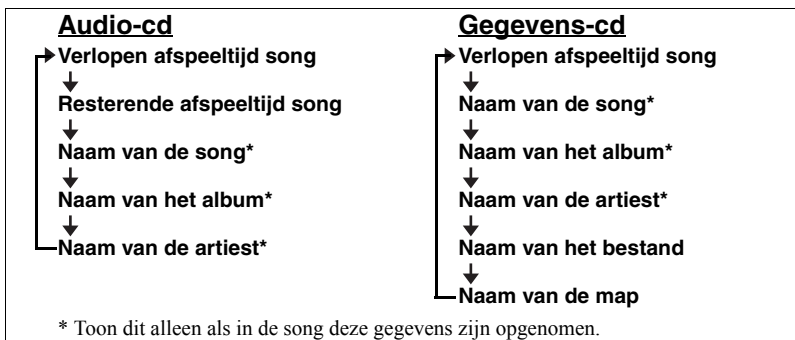 Audio-cd
Verlopen afspeeltijd song
Resterende afspeeltijd song
Naam van de song*
Naam van het album*
Naam van de artiest*
Gegevens-cd
Verlopen afspeeltijd song
Naam van de song*
Naam van het album*
Naam van de artiest*
Naam van het bestand
Naam van de map
* Toon dit alleen als in de song deze gegevens zijn opgenomen.